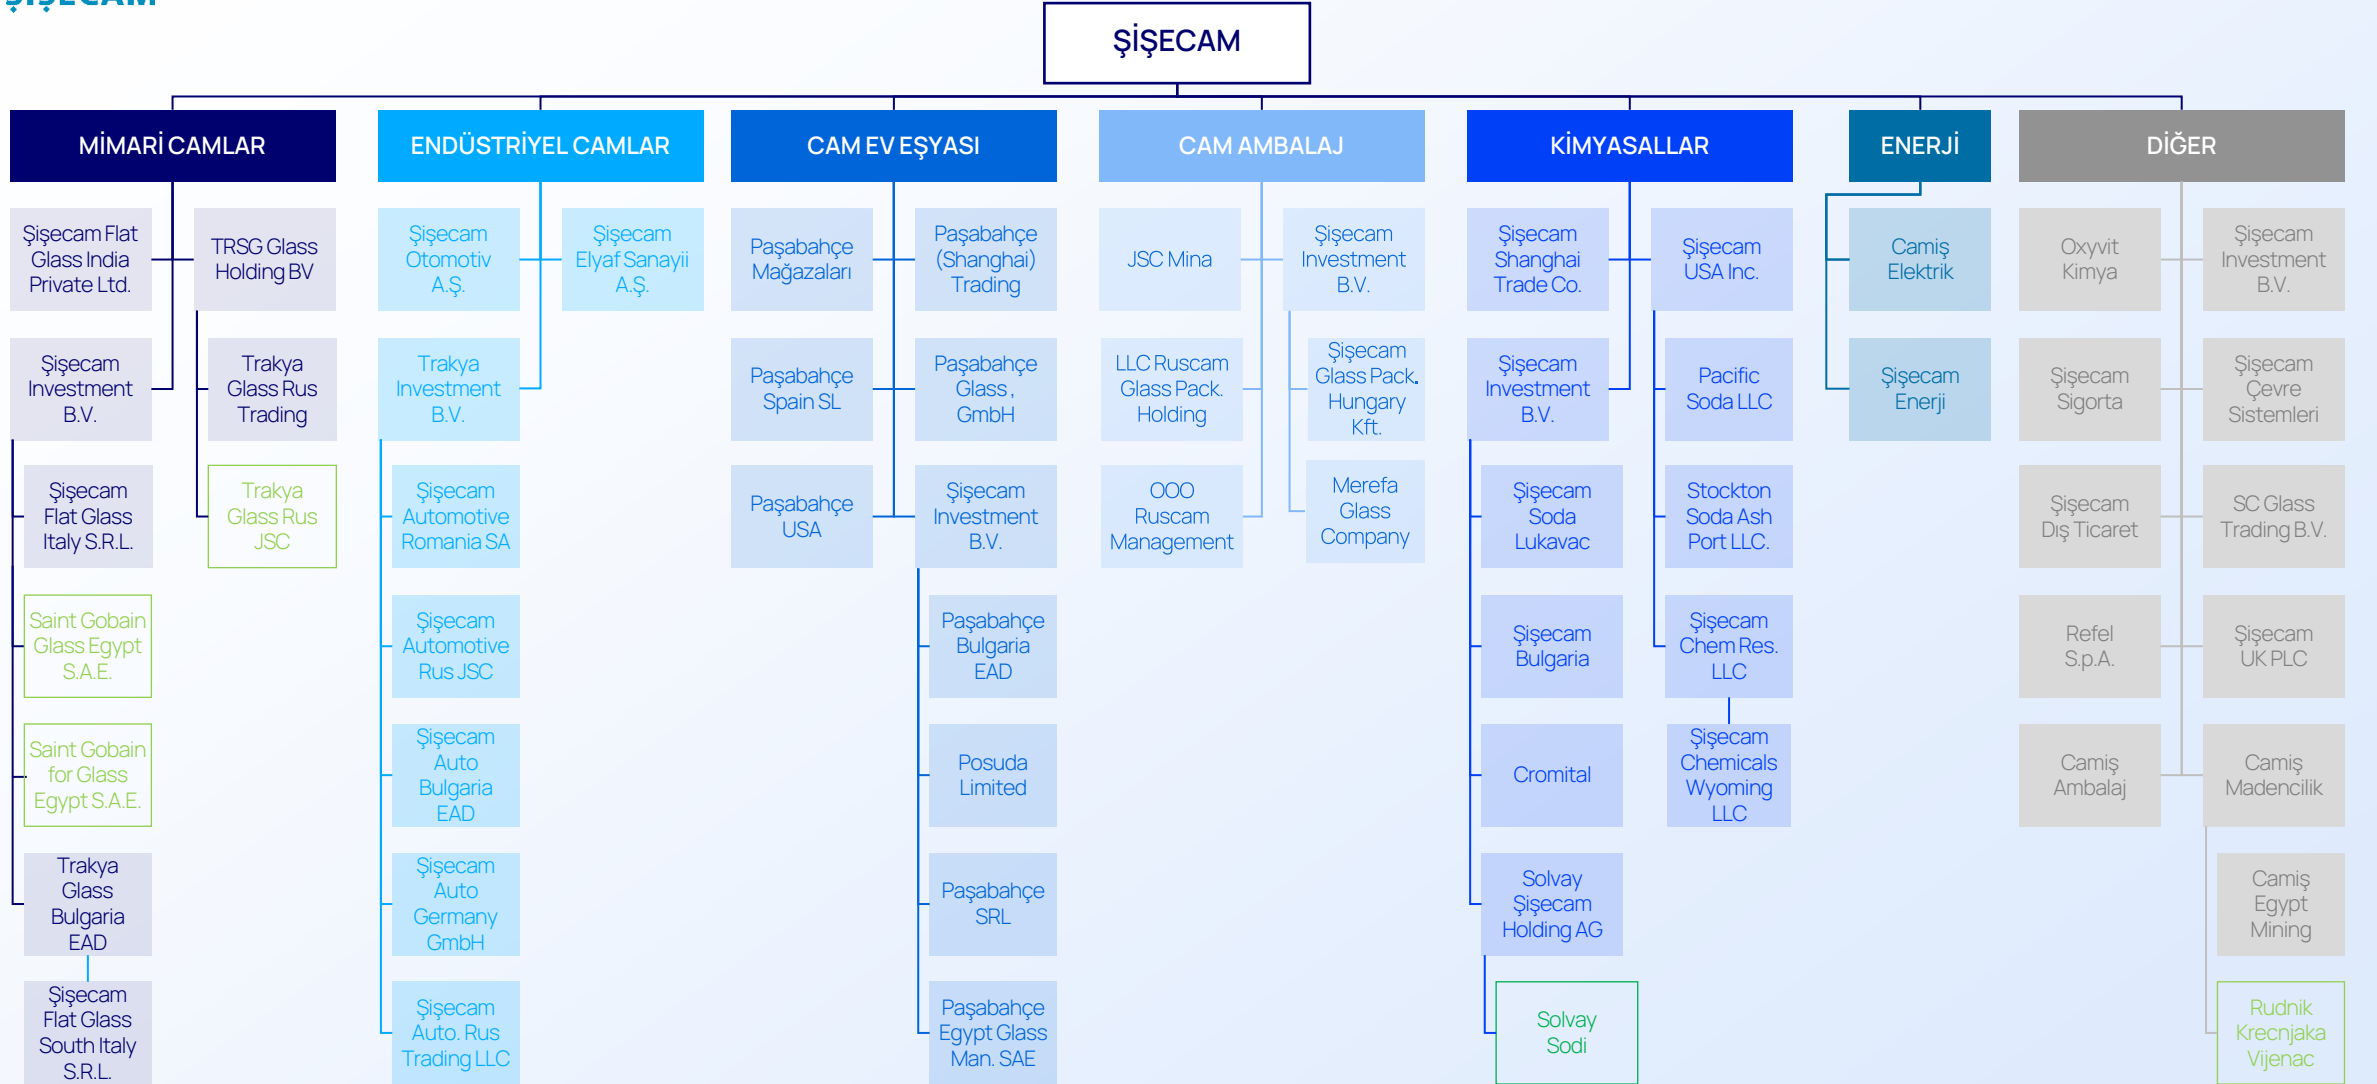 ŞİŞECAM
ŞİŞECAM
MİMARİ CAMLAR
Şişecam Flat
Glass India
Private Ltd.
TRSG Glass
Holding BV
Şişecam
Investment
B.V.
Trakya
Glass Rus
Trading
Şişecam
Flat Glass
Italy S.R.L.
Trakya
Glass Rus
JSC
Saint Gobain
Glass Egypt
S.A.E.
Saint Gobain
for Glass
Egypt S.A.E.
Trakya
Glass
Bulgaria
EAD
Şişecam
Flat Glass
South Italy
S.R.L.
ENDÜSTRİYEL CAMLAR
Şişecam
Otomotiv
A.Ş.
Şişecam
Elyaf Sanayii
A.Ş.
Trakya
Investment
B.V.
Şişecam
Automotive
Romania SA
Şişecam
Automotive
Rus JSC
Şişecam
Auto
Bulgaria
EAD
Şişecam
Auto
Germany
GmbH
Şişecam
Auto. Rus
Trading LLC
CAM EV EŞYASI
Paşabahçe
Mağazaları
Paşabahçe
(Shanghai)
Trading
Paşabahçe
Spain SL
Paşabahçe
Glass ,
GmbH
Paşabahçe
USA
Şişecam
Investment
B.V.
Paşabahçe
Bulgaria
EAD
Posuda
Limited
Paşabahçe
SRL
Paşabahçe
Egypt Glass
Man. SAE
CAM AMBALAJ
JSC Mina
Şişecam
Investment
B.V.
LLC Ruscam
Glass Pack.
Holding
Şişecam
Glass Pack.
Hungary
Kft.
OOO
Ruscam
Management
Merefa
Glass
Company
KİMYASALLAR
Şişecam
Shanghai
Trade Co.
Şişecam
USA Inc.
Şişecam
Investment
B.V.
Pacific
Soda LLC
Şişecam
Soda
Lukavac
Stockton
Soda Ash
Port LLC.
Şişecam
Bulgaria
Şişecam
Chem Res.
LLC
Cromital
Şişecam
Chemicals
Wyoming
LLC
Solvay
Şişecam
Holding AG
Solvay
Sodi
ENERJİ
Camiş
Elektrik
Şişecam
Enerji
DİĞER
Oxyvit
Kimya
Şişecam
Investment
B.V.
Şişecam
Sigorta
Şişecam
Çevre
Sistemleri
Şişecam
Dış Ticaret
SC Glass
Trading B.V.
Refel
S.p.A.
Şişecam
UK PLC
Camiş
Ambalaj
Camiş
Madencilik
Camiş
Egypt
Mining
Rudnik
Krecnjaka
Vijenac